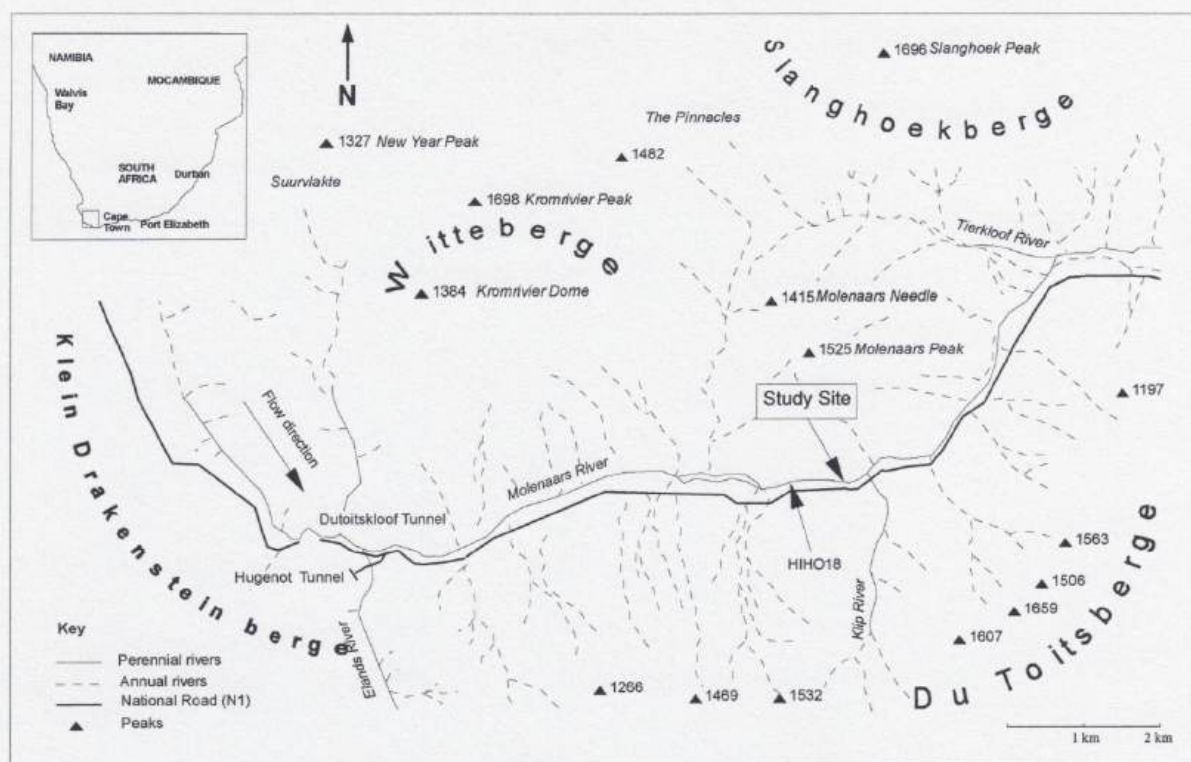 NAMIBIA
MOCAMBIQUE
Walvis
Bay
SOUTH
AFRICA
Durban
Cape
Town
Port Elizabeth
N
1696 Slanghoek Peak
Slanghoekberge
The Pinnacles
1327 New Year Peak
1482
Suurvlakte
1698 Kromrivier Peak
Witteberge
Tierkloof River
1384 Kromrivier Dome
1415 Molenaars Needle
1525 Molenaars Peak
Klein Drakenstein berge
Study Site
1197
Flow direction
Molenaars River
Dutoitskloof Tunnel
Hugenot Tunnel
HIHO18
1563
1506
1659
1607
Klip River
Elands River
Du Toitsberge
Key
Perennial rivers
Annual rivers
National Road (N1)
Peaks
1266
1469
1532
1 km
2 km